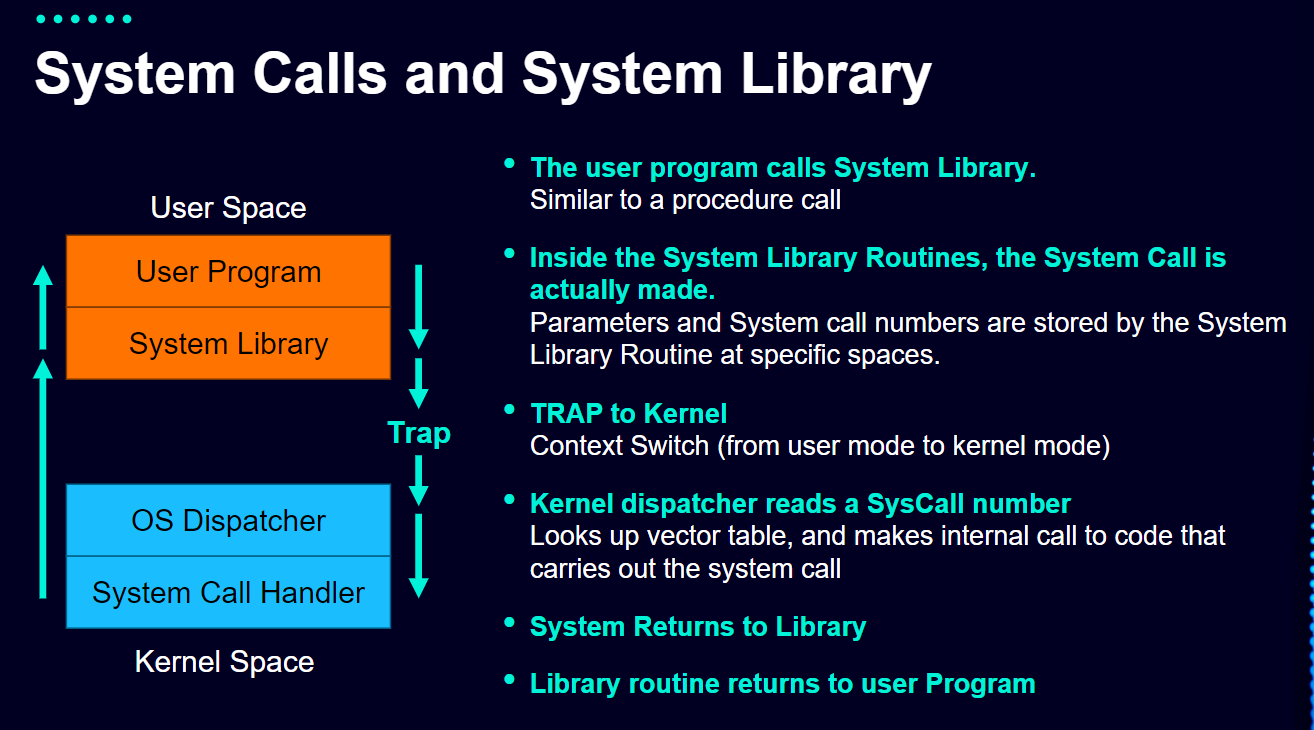 System Calls and System Library
User Space
User Program
System Library
Trap
OS Dispatcher
System Call Handler
Kernel Space
• The user program calls System Library.
Similar to a procedure call
• Inside the System Library Routines, the System Call is
actually made.
Parameters and System call numbers are stored by the System
Library Routine at specific spaces.
• TRAP to Kernel
Context Switch (from user mode to kernel mode)
• Kernel dispatcher reads a SysCall number
Looks up vector table, and makes internal call to code that
carries out the system call
• System Returns to Library
• Library routine returns to user Program